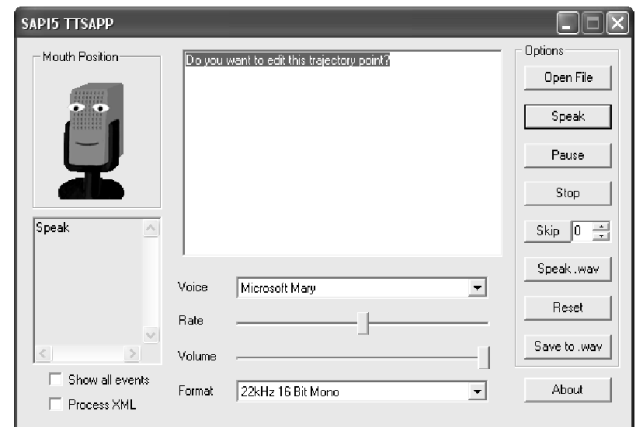 SAPI5 TTSAPP
Mouth Position
Do you want to edit this trajectory point?
Options
Open File
Speak
Pause
Stop
Skip 0
Speak .wav
Reset
Save to .wav
About
Speak
Voice Microsoft Mary
Rate
Volume
Format 22kHz 16 Bit Mono
Show all events
Process XML